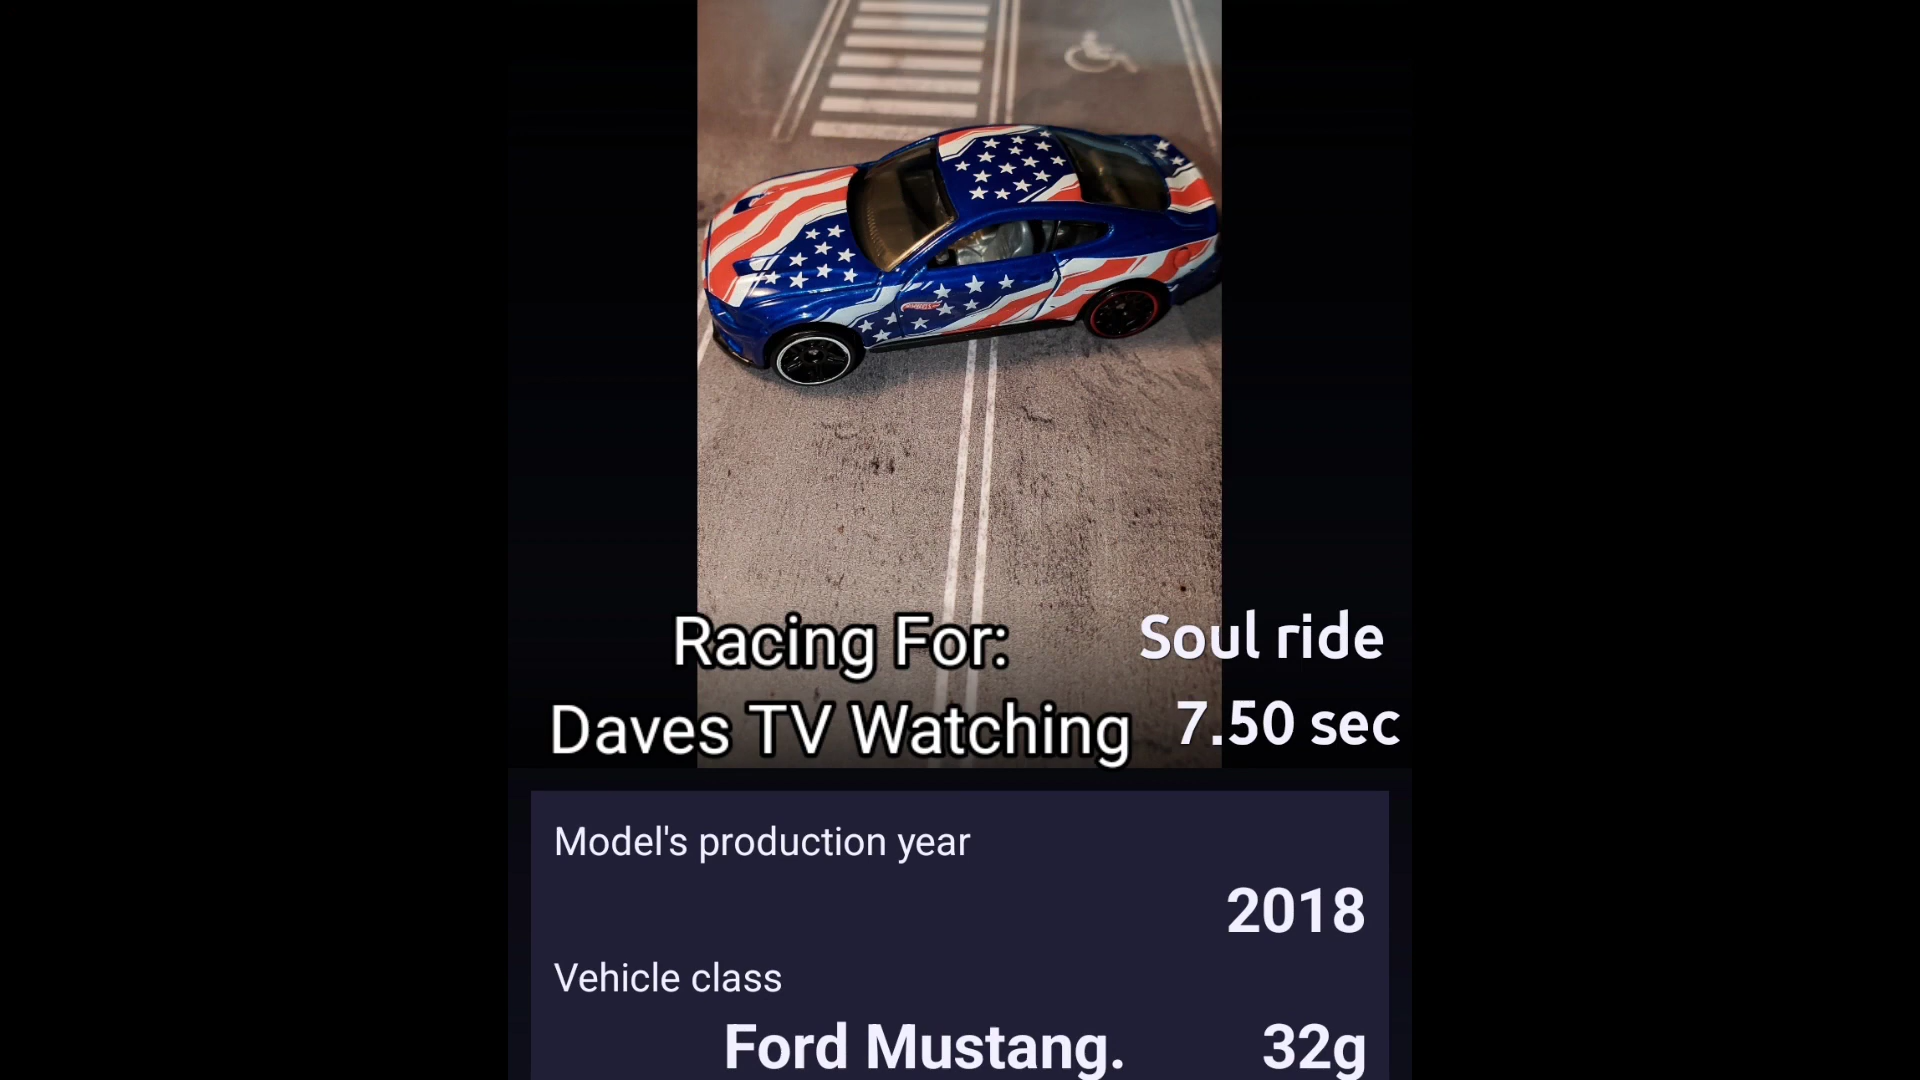 Racing For:
Soul ride
Daves TV Watching
7.50 sec
Model's production year
2018
Vehicle class
Ford Mustang. 32g